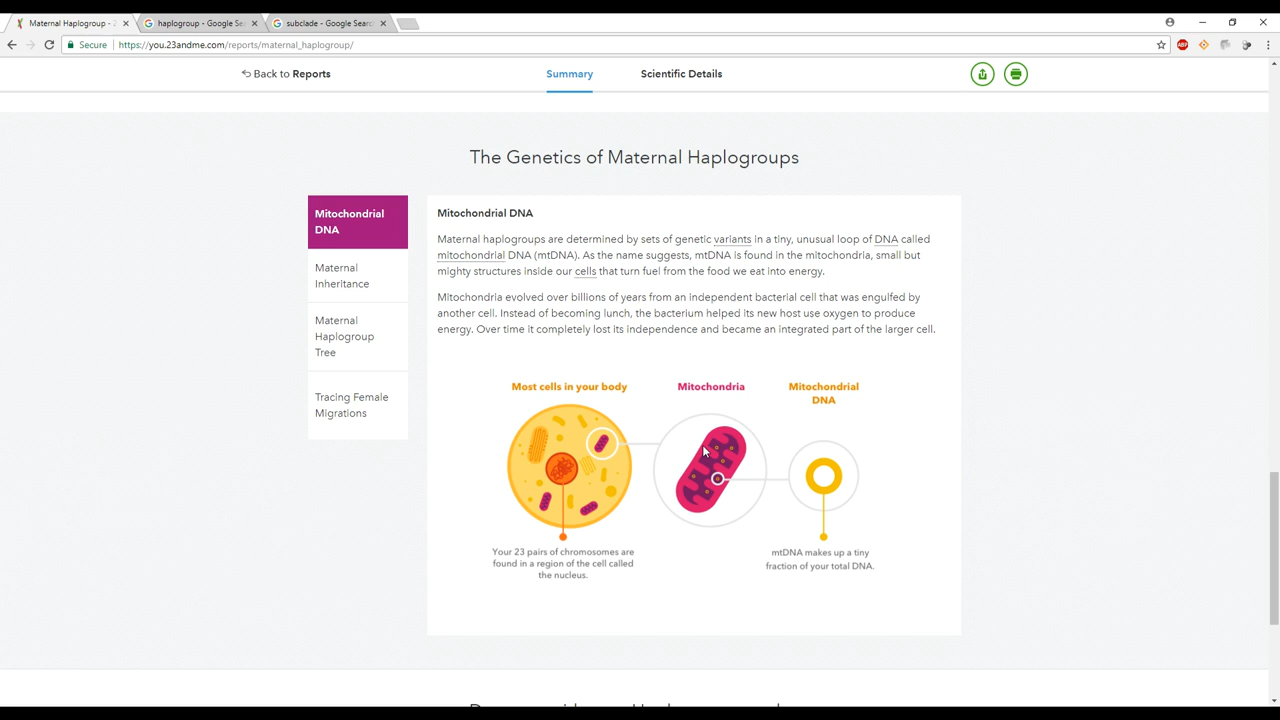 Maternal Haplogroup - 2
haplogroup - Google Sea
subclade - Google Search
Secure
https://you.23andme.com/reports/maternal_haplogroup/
ABP
Back to Reports
Summary
Scientific Details
The Genetics of Maternal Haplogroups
Mitochondrial
DNA
Maternal
Inheritance
Maternal
Haplogroup
Tree
Tracing Female
Migrations
Mitochondrial DNA
Maternal haplogroups are determined by sets of genetic variants in a tiny, unusual loop of DNA called
mitochondrial DNA (mtDNA). As the name suggests, mtDNA is found in the mitochondria, small but
mighty structures inside our cells that turn fuel from the food we eat into energy.
Mitochondria evolved over billions of years from an independent bacterial cell that was engulfed by
another cell. Instead of becoming lunch, the bacterium helped its new host use oxygen to produce
energy. Over time it completely lost its independence and became an integrated part of the larger cell.
Most cells in your body
Mitochondria
Mitochondrial
DNA
Your 23 pairs of chromosomes are
found in a region of the cell called
the nucleus.
mtDNA makes up a tiny
fraction of your total DNA.